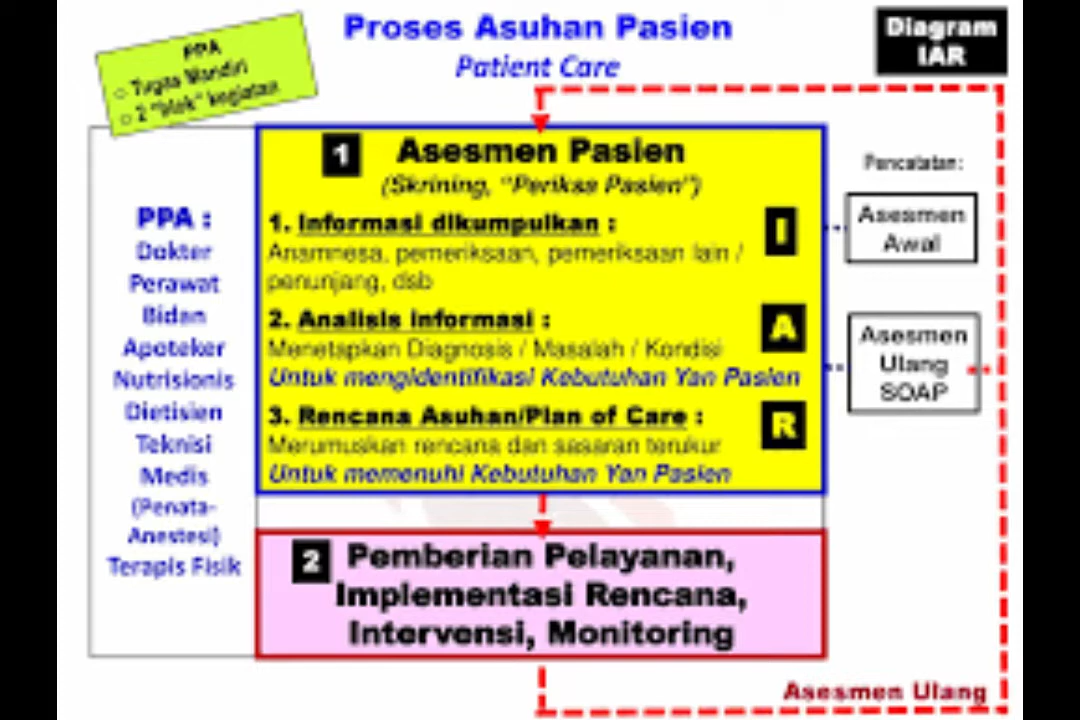 Proses Asuhan Pasien
Patient Care
Diagram
IAR
PPA
○ Tugas Mandiri
○ 2 "blok" kegiatan
PPA :
Dokter
Perawat
Bidan
Apoteker
Nutrisionis
Dietisien
Teknisi
Medis
(Penata-
Anestesi)
Terapis Fisik
1 Asesmen Pasien
(Skrining, "Periksa Pasien")
1. Informasi dikumpulkan :
Anamnesa, pemeriksaan, pemeriksaan lain /
penunjang, dsb
I
2. Analisis informasi :
Menetapkan Diagnosis / Masalah / Kondisi
Untuk mengidentifikasi Kebutuhan Yan Pasien
A
3. Rencana Asuhan/Plan of Care :
Merumuskan rencana dan sasaran terukur
Untuk memenuhi Kebutuhan Yan Pasien
R
2 Pemberian Pelayanan,
Implementasi Rencana,
Intervensi, Monitoring
Pencatatan:
Asesmen
Awal
Asesmen
Ulang
SOAP
Asesmen Ulang